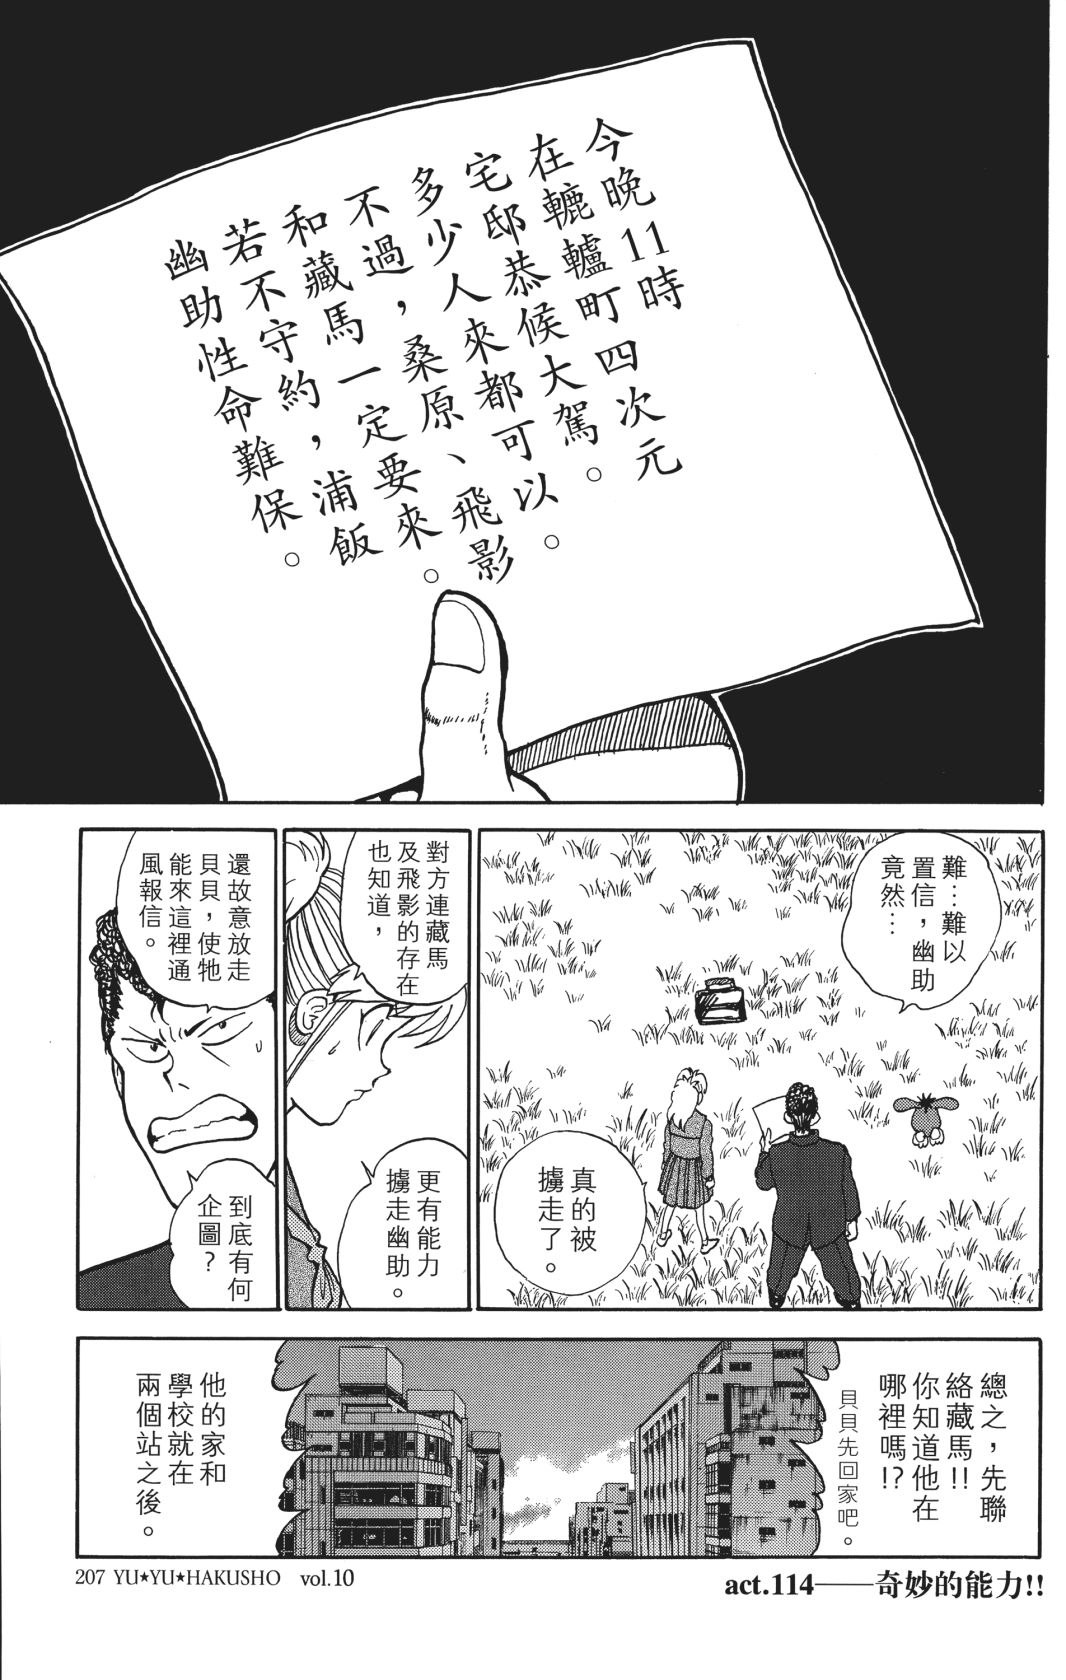 今晚11時
在轆轤町四次元
宅邸恭候大駕。
多少人來都可以。
不過，桑原、飛影
和藏馬一定要來。
若不守約，浦飯
幽助性命難保。
難…難以
置信，幽助
竟然…
真的被
擄走了。
對方連藏馬
及飛影的存在
也知道，
更有能力
擄走幽助。
還故意放走
貝貝，使牠
能來這裡通
風報信。
到底有何
企圖？
總之，先聯
絡藏馬!!
你知道他在
哪裡嗎!?
貝貝先回家吧。
他的家和
學校就在
兩個站之後。
207 YU★YU★HAKUSHO vol.10
act.114——奇妙的能力!!